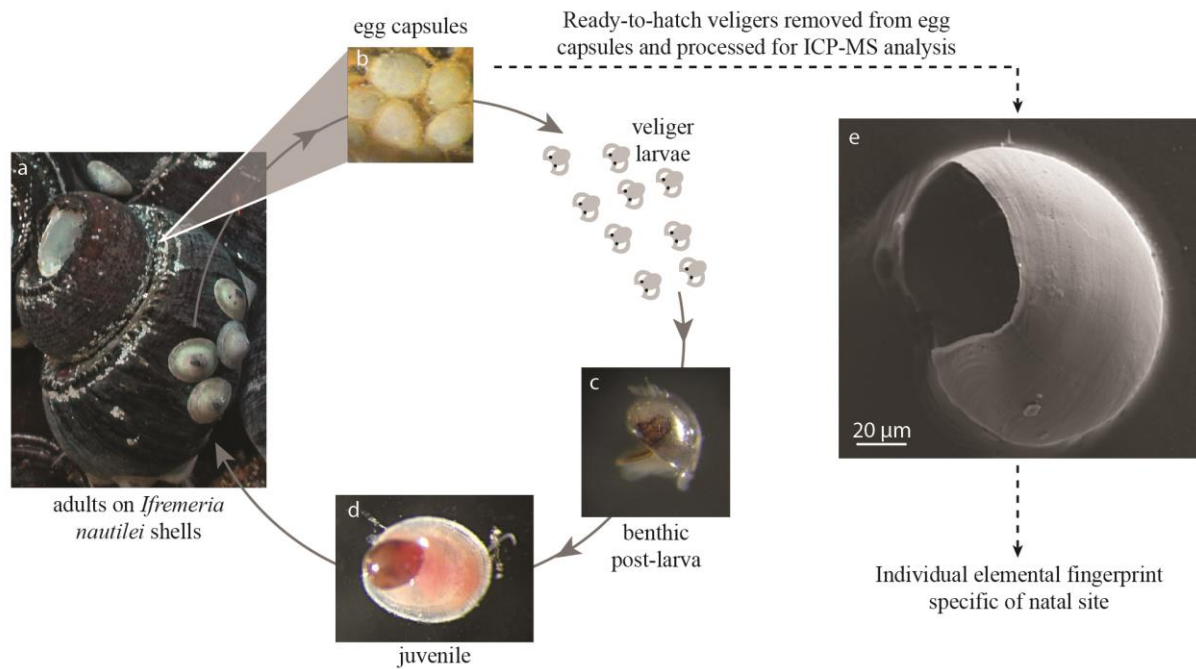 egg capsules
Ready-to-hatch veligers removed from egg
capsules and processed for ICP-MS analysis
b
veliger
larvae
a
e
20 µm
c
adults on Ifremeria
nautilei shells
d
benthic
post-larva
juvenile
Individual elemental fingerprint
specific of natal site